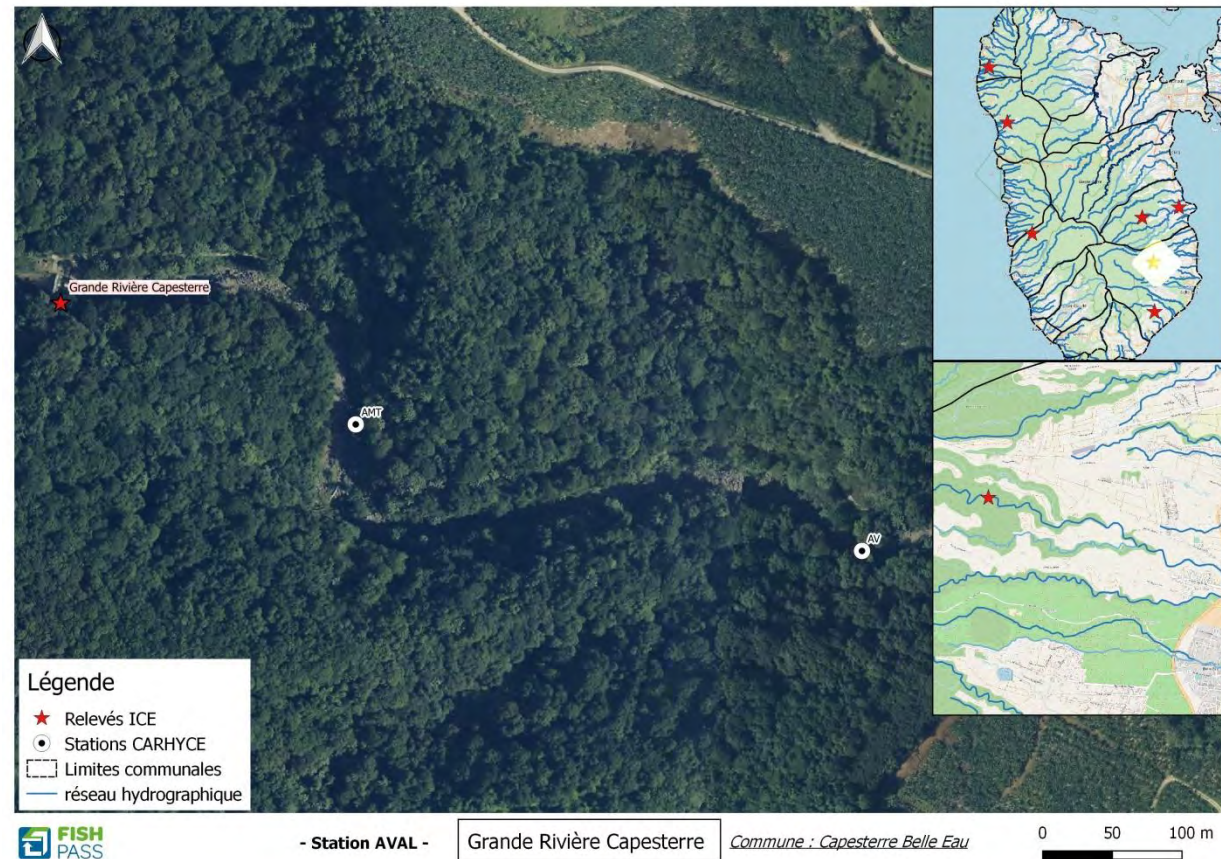 Grande Rivière Capesterre
AMT
AV
Légende
Relevés ICE
Stations CARHYCE
Limites communales
réseau hydrographique
FISH
PASS
- Station AVAL -
Grande Rivière Capesterre
Commune : Capesterre Belle Eau
0 50 100 m